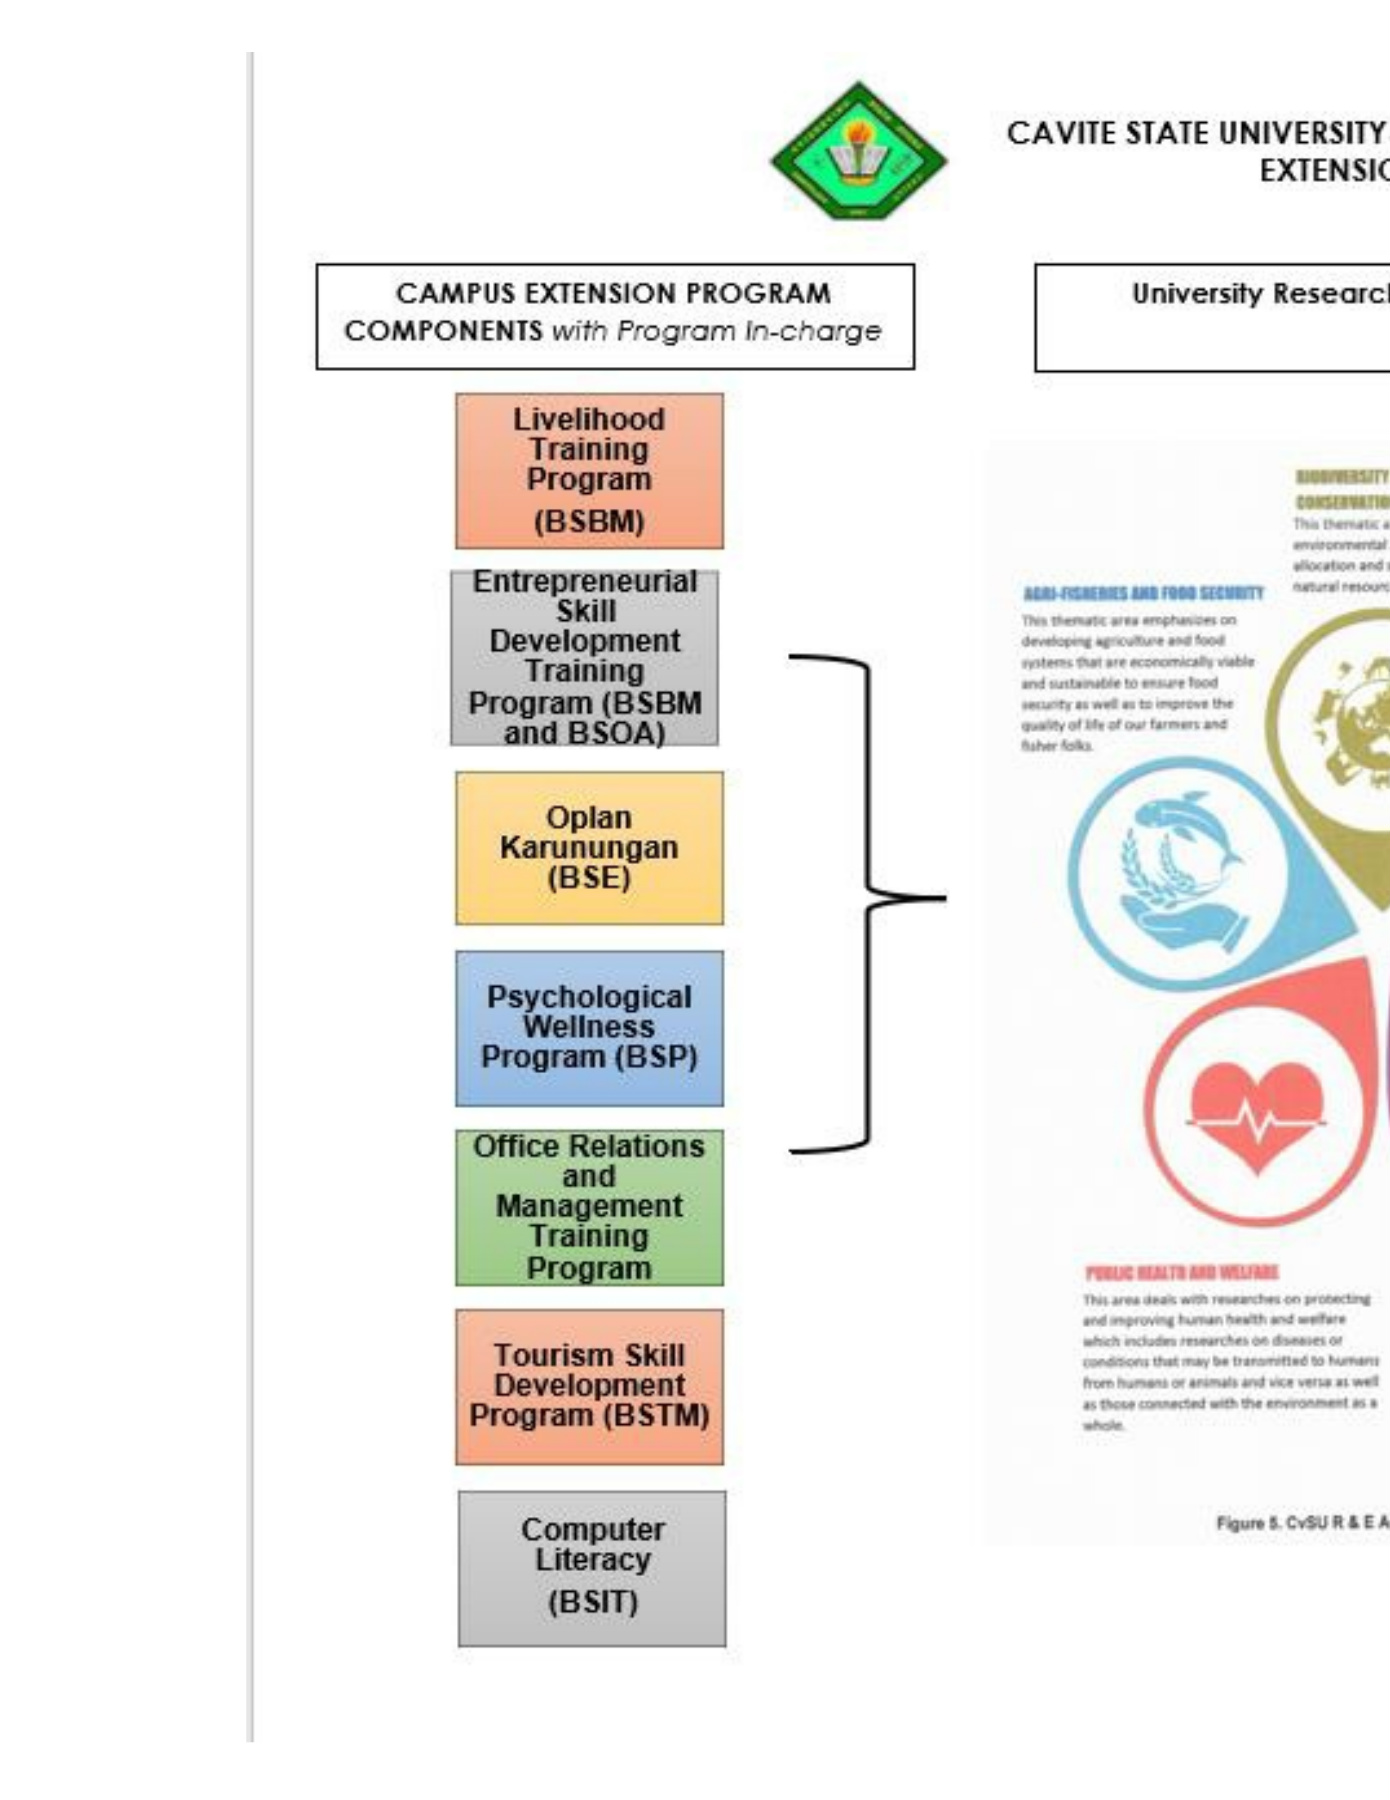 CAVITE STATE UNIVERSITY
EXTENSIO
CAMPUS EXTENSION PROGRAM
COMPONENTS with Program In-charge
University Research
Livelihood
Training
Program
(BSBM)
Entrepreneurial
Skill
Development
Training
Program (BSBM
and BSOA)
Oplan
Karunungan
(BSE)
Psychological
Wellness
Program (BSP)
Office Relations
and
Management
Training
Program
Tourism Skill
Development
Program (BSTM)
Computer
Literacy
(BSIT)
BIODIVERSITY
CONSERVATIO
This thematic a
environmental
allocation and
natural resourc
AGRI-FISHERIES AND FOOD SECURITY
This thematic area emphasizes on
developing agriculture and food
systems that are economically viable
and sustainable to ensure food
security as well as to improve the
quality of life of our farmers and
fisher folks.
PUBLIC HEALTH AND WELFARE
This area deals with researches on protecting
and improving human health and welfare
which includes researches on diseases or
conditions that may be transmitted to humans
from humans or animals and vice versa as well
as those connected with the environment as a
whole.
Figure 5. CvSU R & E A